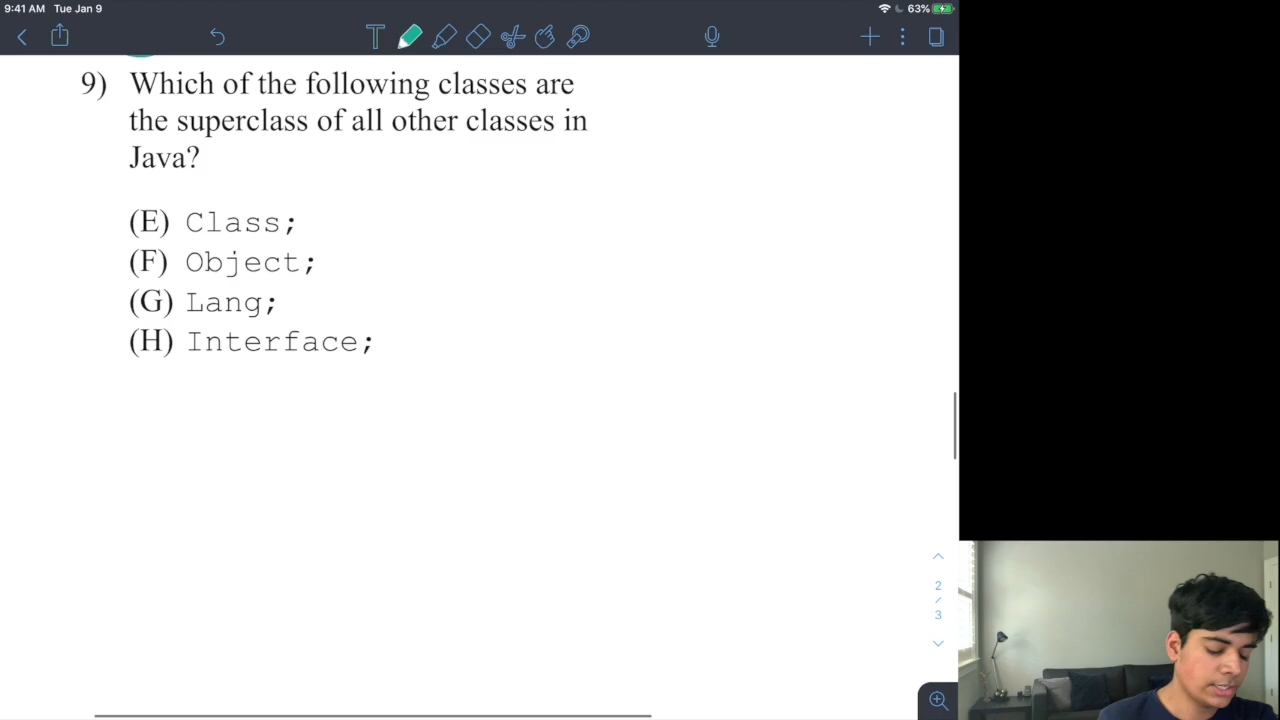 9:41 AM Tue Jan 9
63%
T
9) Which of the following classes are
the superclass of all other classes in
Java?
(E) Class;
(F) Object;
(G) Lang;
(H) Interface;
2
/
3